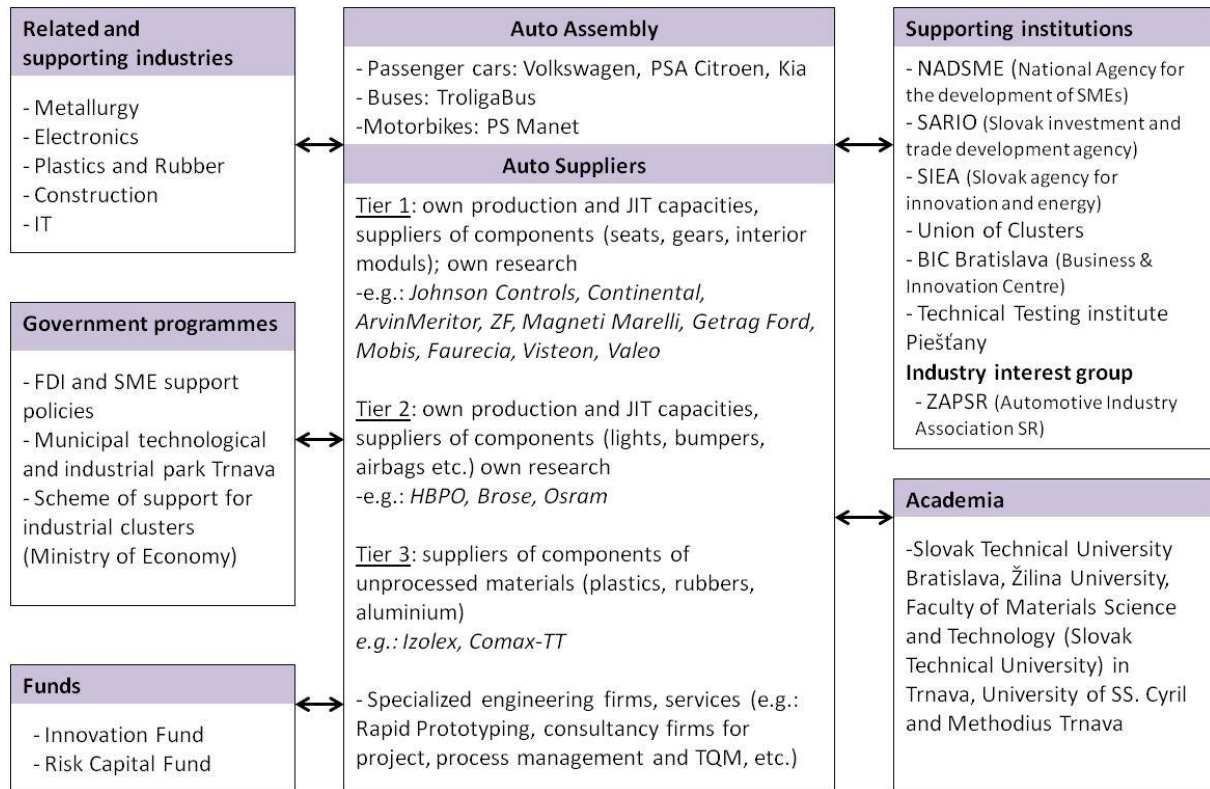 Related and
supporting industries
- Metallurgy
- Electronics
- Plastics and Rubber
- Construction
- IT
Government programmes
- FDI and SME support
policies
- Municipal technological
and industrial park Trnava
- Scheme of support for
industrial clusters
(Ministry of Economy)
Funds
- Innovation Fund
- Risk Capital Fund
Auto Assembly
- Passenger cars: Volkswagen, PSA Citroen, Kia
- Buses: TroligaBus
-Motorbikes: PS Manet
Auto Suppliers
Tier 1: own production and JIT capacities,
suppliers of components (seats, gears, interior
moduls); own research
-e.g.: Johnson Controls, Continental,
ArvinMeritor, ZF, Magneti Marelli, Getrag Ford,
Mobis, Faurecia, Visteon, Valeo
Tier 2: own production and JIT capacities,
suppliers of components (lights, bumpers,
airbags etc.) own research
-e.g.: HBPO, Brose, Osram
Tier 3: suppliers of components of
unprocessed materials (plastics, rubbers,
aluminium)
e.g.: Izolex, Comax-TT
- Specialized engineering firms, services (e.g.:
Rapid Prototyping, consultancy firms for
project, process management and TQM, etc.)
Supporting institutions
- NADSME (National Agency for
the development of SMEs)
- SARIO (Slovak investment and
trade development agency)
- SIEA (Slovak agency for
innovation and energy)
- Union of Clusters
- BIC Bratislava (Business &
Innovation Centre)
- Technical Testing institute
Piešťany
Industry interest group
- ZAPSR (Automotive Industry
Association SR)
Academia
-Slovak Technical University
Bratislava, Žilina University,
Faculty of Materials Science
and Technology (Slovak
Technical University) in
Trnava, University of SS. Cyril
and Methodius Trnava